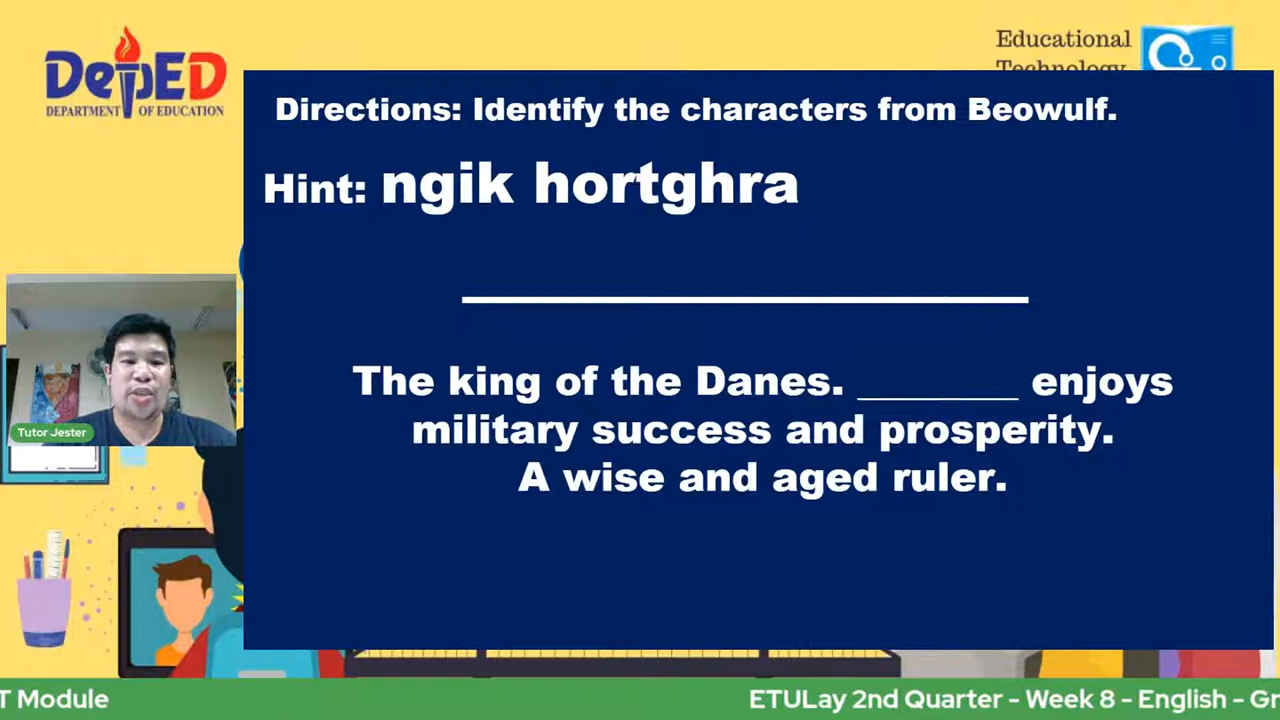 DepED
DEPARTMENT OF EDUCATION
Educational
Technology
Directions: Identify the characters from Beowulf.
Hint: ngik hortghra
The king of the Danes. ________ enjoys
military success and prosperity.
A wise and aged ruler.
Tutor Jester
T Module
ETULay 2nd Quarter - Week 8 - English - Gr